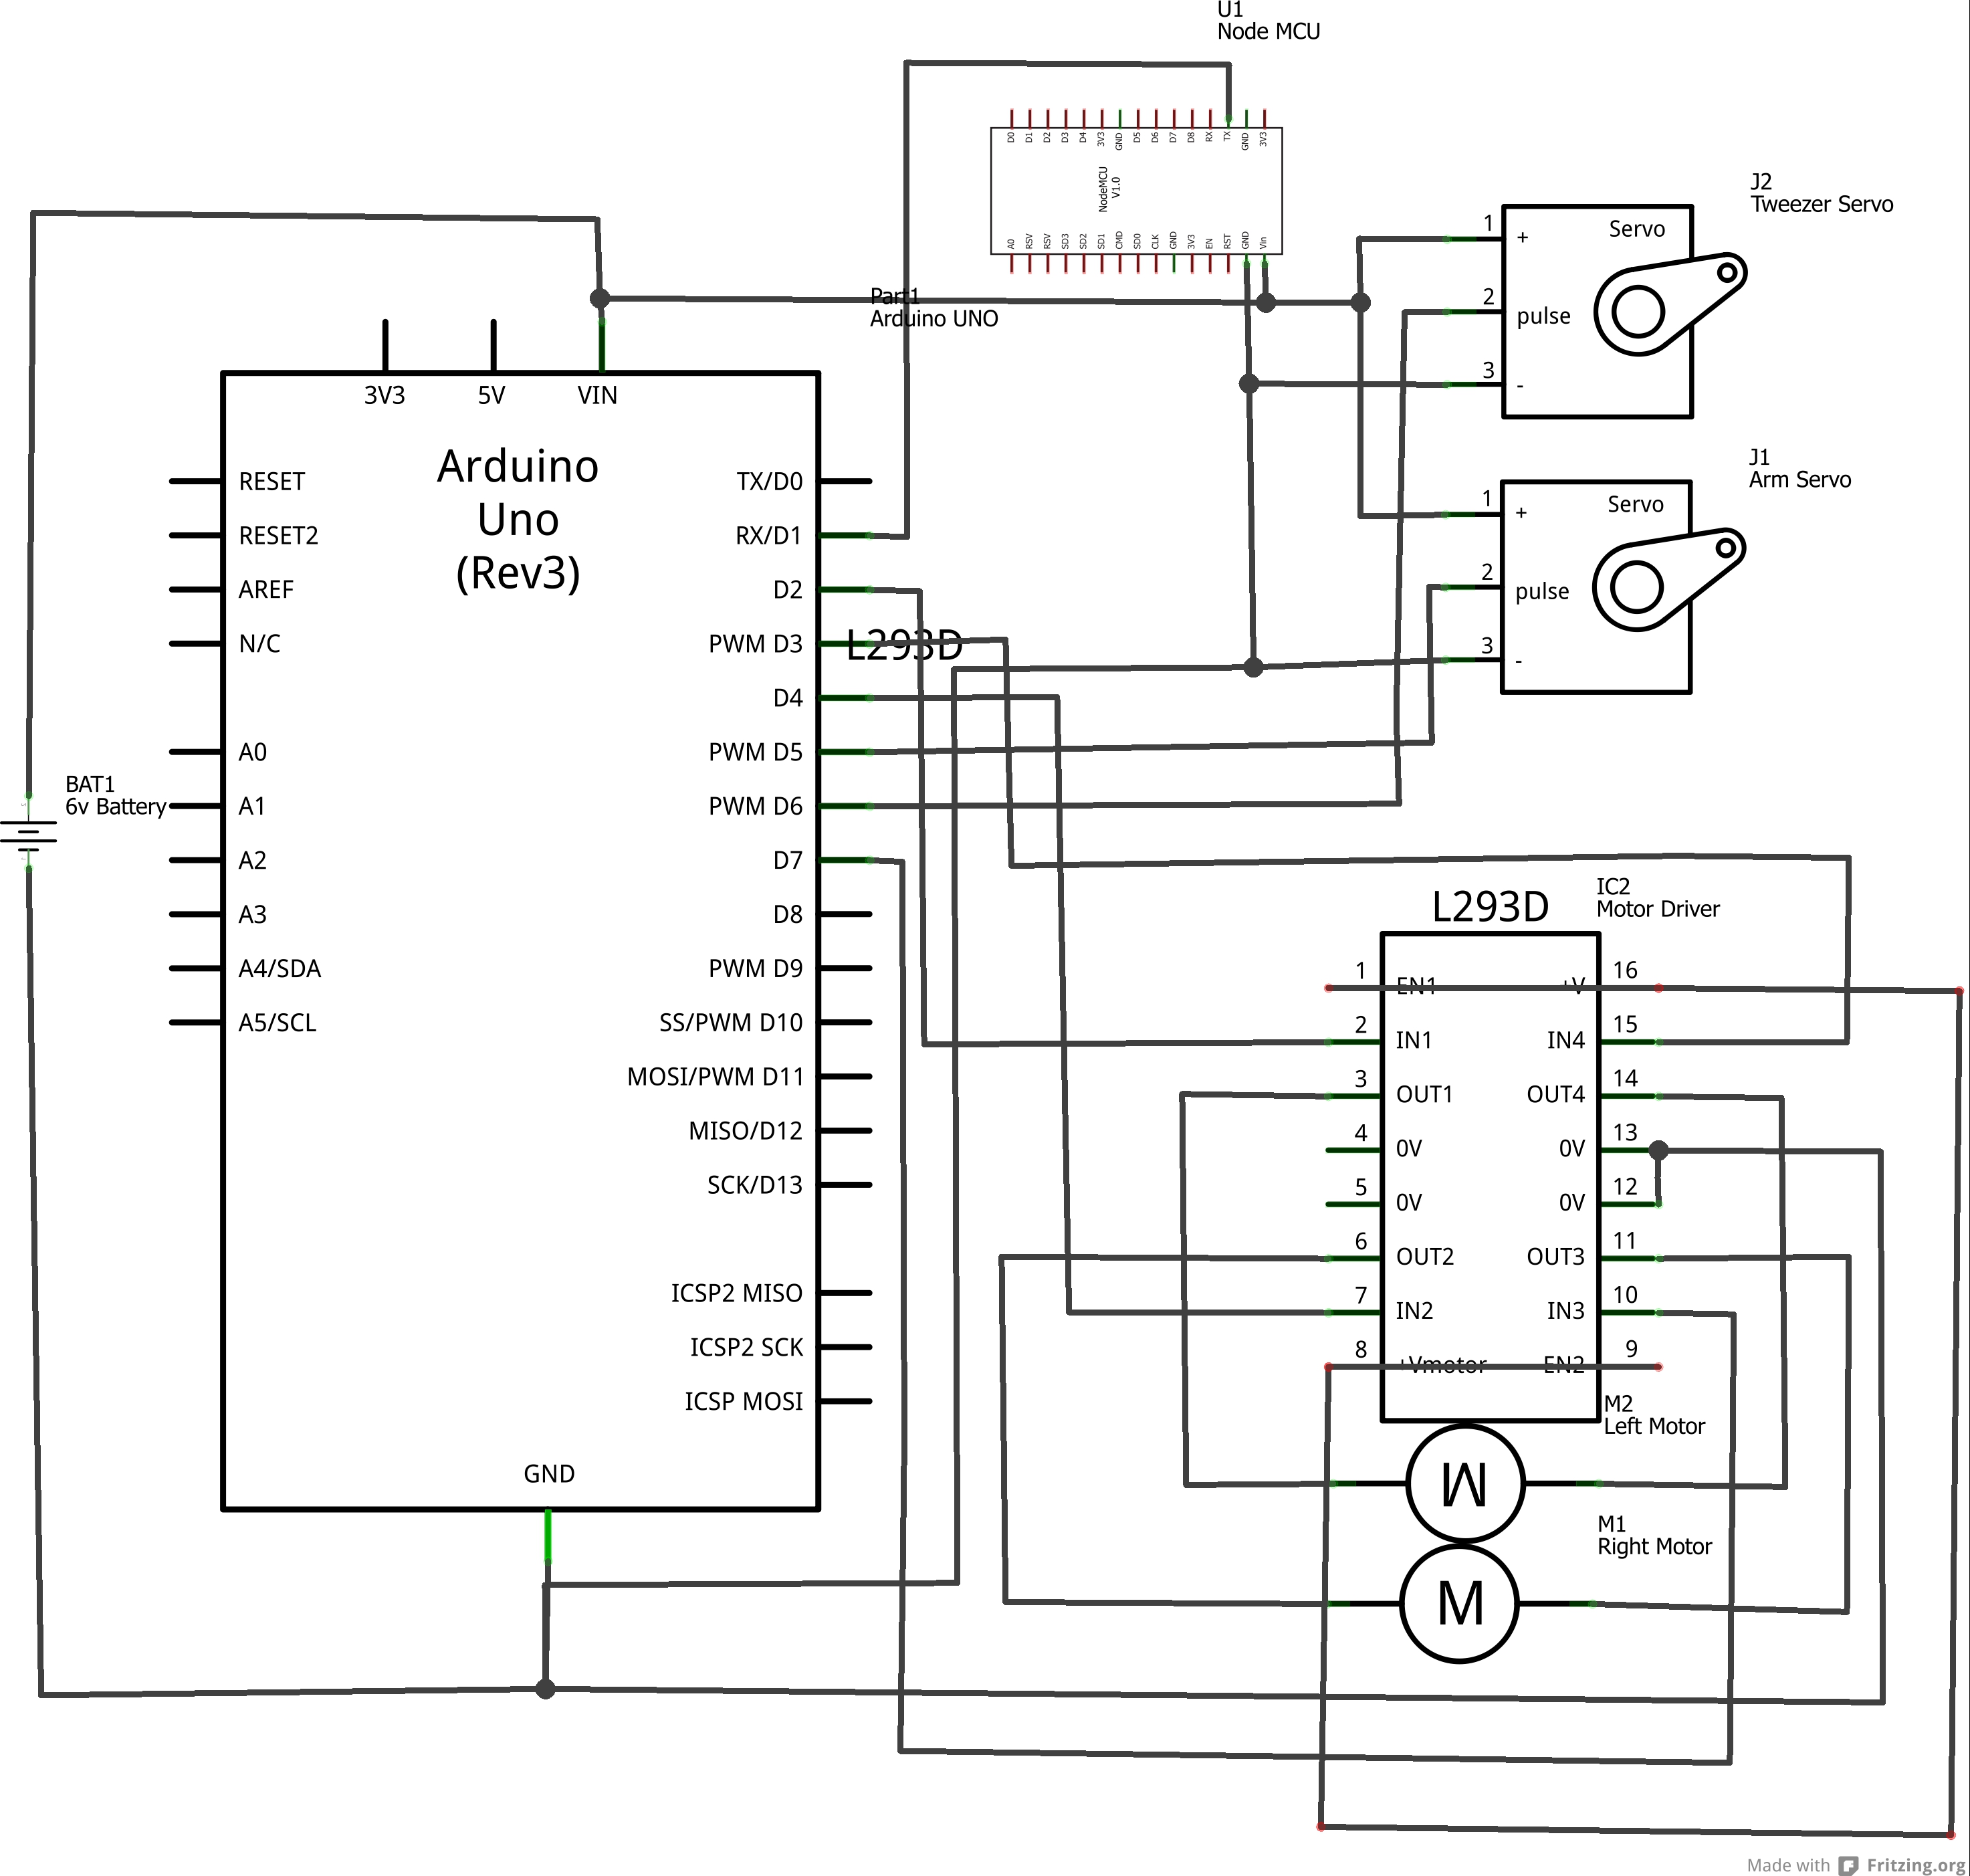 U1
Node MCU
D0
D1
D2
D3
D4
3V3
GND
D5
D6
D7
D8
RX
TX
GND
3V3
NodeMCU
V1.0
A0
RSV
RSV
SD3
SD2
SD1
CMD
SD0
CLK
GND
3V3
EN
RST
GND
Vin
J2
Tweezer Servo
1
+
Servo
2
pulse
3
-
Part1
Arduino UNO
3V3
5V
VIN
Arduino
Uno
(Rev3)
RESET
RESET2
AREF
N/C
A0
A1
A2
A3
A4/SDA
A5/SCL
TX/D0
RX/D1
D2
PWM D3
D4
PWM D5
PWM D6
D7
D8
PWM D9
SS/PWM D10
MOSI/PWM D11
MISO/D12
SCK/D13
ICSP2 MISO
ICSP2 SCK
ICSP MOSI
GND
L293D
J1
Arm Servo
1
+
Servo
2
pulse
3
-
BAT1
6v Battery
L293D
IC2
Motor Driver
1
EN1
+V
16
2
IN1
IN4
15
3
OUT1
OUT4
14
4
0V
0V
13
5
0V
0V
12
6
OUT2
OUT3
11
7
IN2
IN3
10
8
+Vmotor
EN2
9
M2
Left Motor
M
M1
Right Motor
M
Made with Fritzing.org